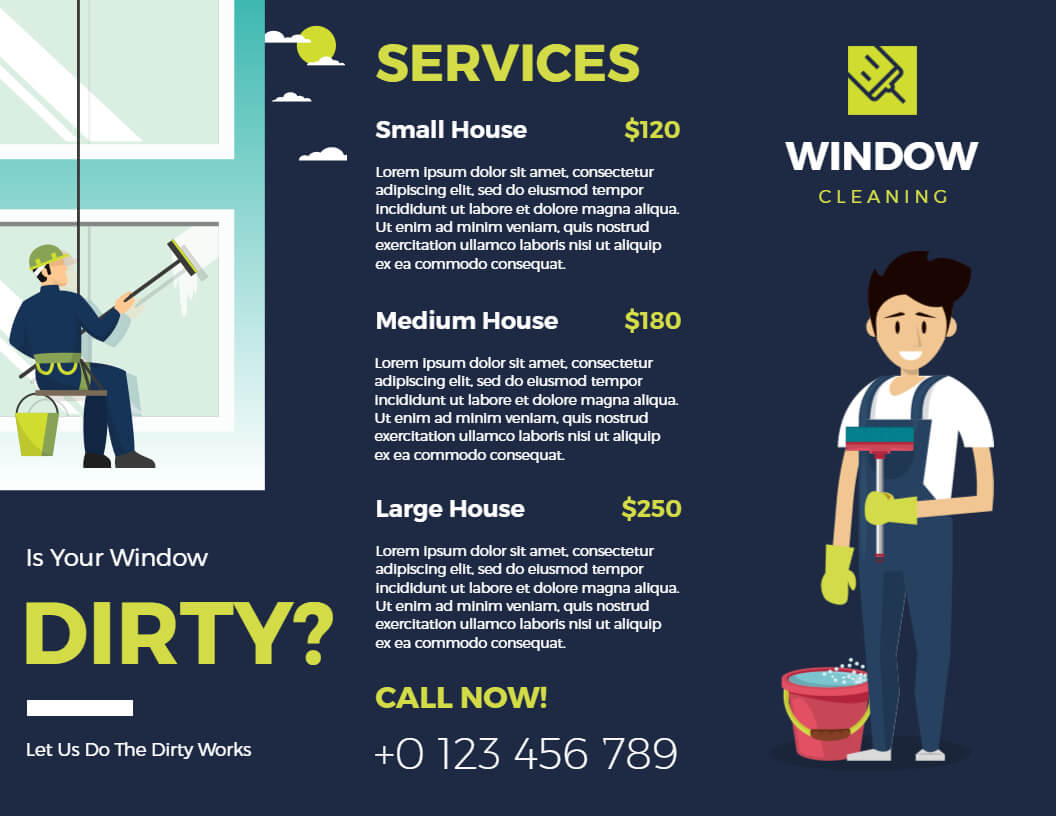 Is Your Window
DIRTY?
Let Us Do The Dirty Works
SERVICES
Small House $120
Lorem ipsum dolor sit amet, consectetur
adipiscing elit, sed do eiusmod tempor
incididunt ut labore et dolore magna aliqua.
Ut enim ad minim veniam, quis nostrud
exercitation ullamco laboris nisi ut aliquip
ex ea commodo consequat.
Medium House $180
Lorem ipsum dolor sit amet, consectetur
adipiscing elit, sed do eiusmod tempor
incididunt ut labore et dolore magna aliqua.
Ut enim ad minim veniam, quis nostrud
exercitation ullamco laboris nisi ut aliquip
ex ea commodo consequat.
Large House $250
Lorem ipsum dolor sit amet, consectetur
adipiscing elit, sed do eiusmod tempor
incididunt ut labore et dolore magna aliqua.
Ut enim ad minim veniam, quis nostrud
exercitation ullamco laboris nisi ut aliquip
ex ea commodo consequat.
CALL NOW!
+0 123 456 789
WINDOW
CLEANING